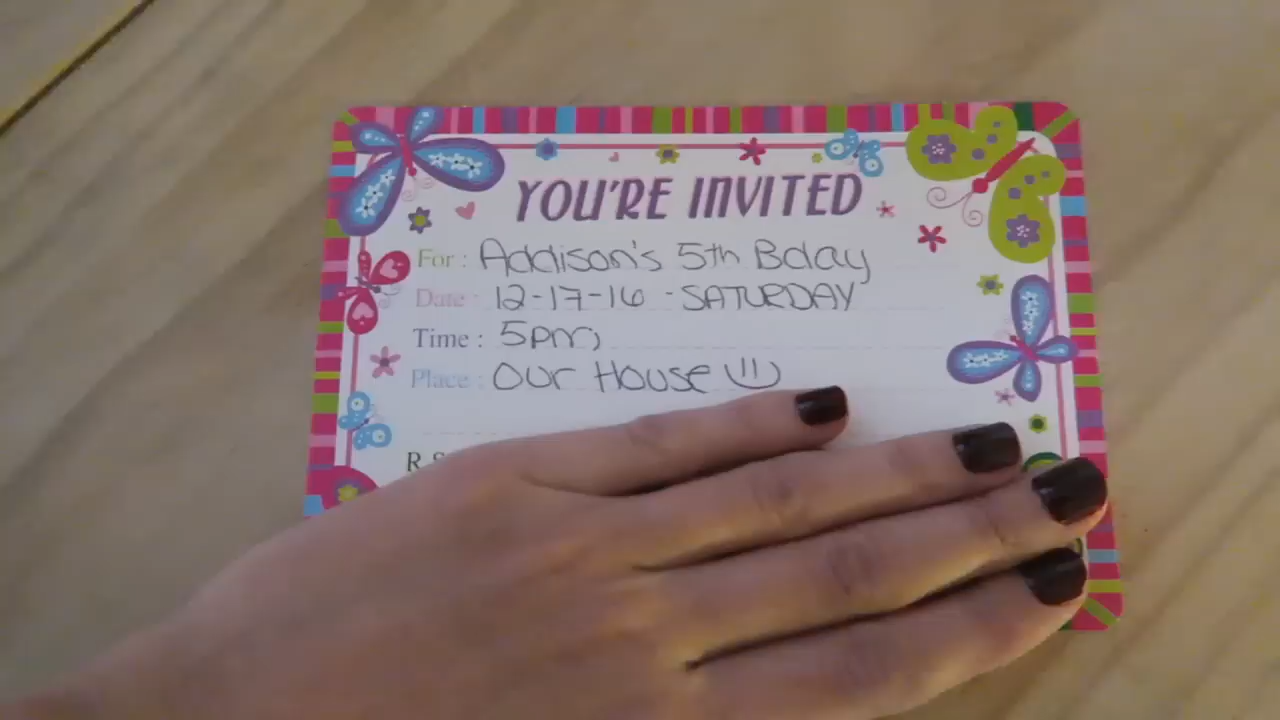 YOU'RE INVITED
For: Addison's 5th Bday
Date: 12-17-16 - SATURDAY
Time: 5pm
Place: Our House